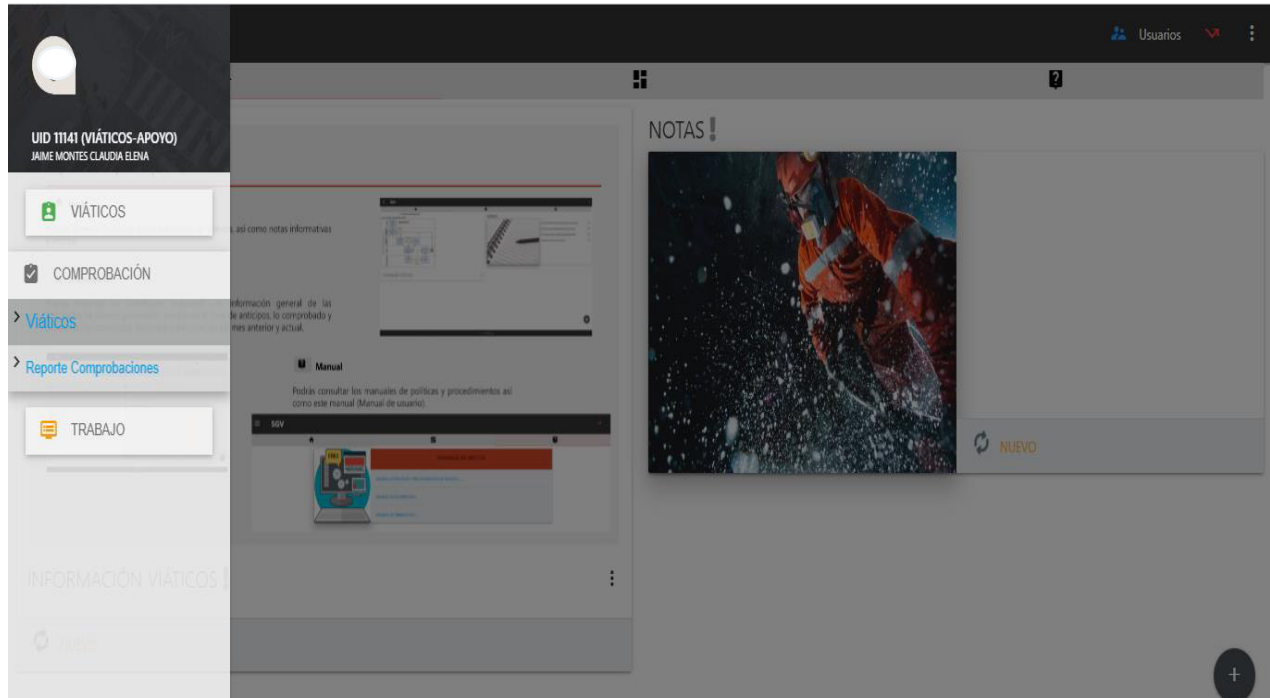 Usuarios
UID 11141 (VIÁTICOS-APOYO)
JAIME MONTES CLAUDIA ELENA
VIÁTICOS
COMPROBACIÓN
Viáticos
Reporte Comprobaciones
TRABAJO
así como notas informativas
información general de las
de anticipos, lo comprobado y
mes anterior y actual.
Manual
Podrás consultar los manuales de políticas y procedimientos así
como este manual (Manual de usuario).
SGV
INFORMACIÓN VIÁTICOS
NOTAS
NUEVO